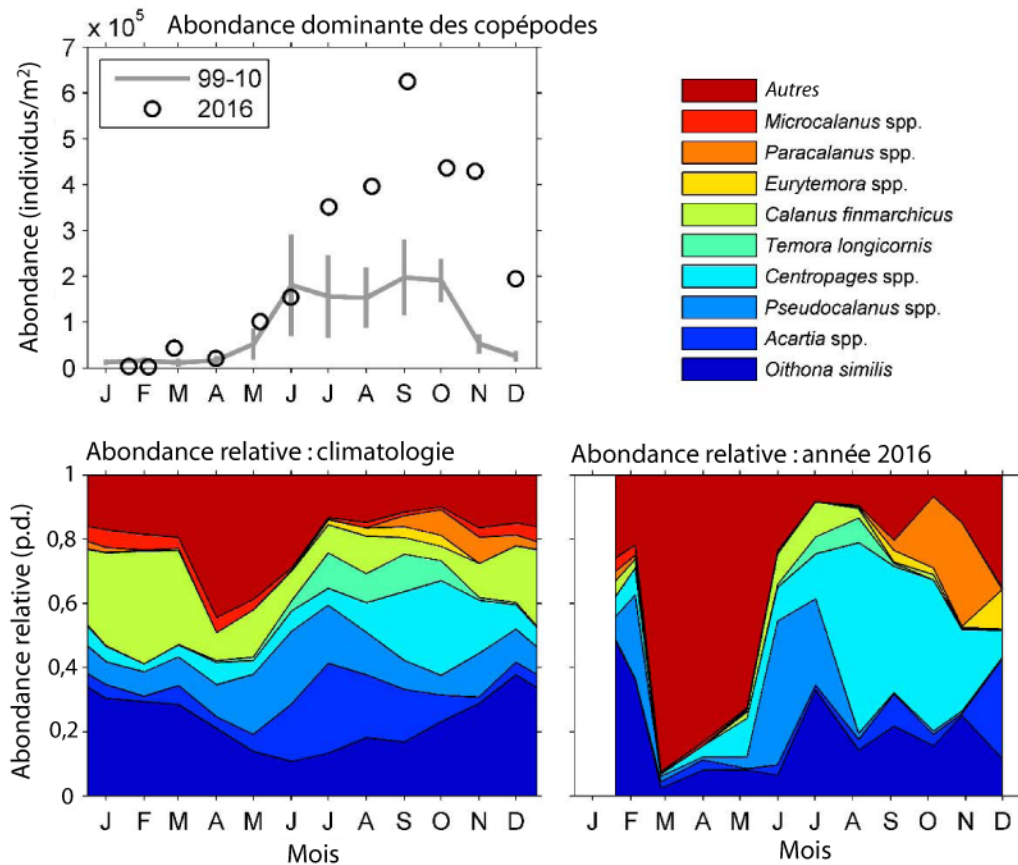 x 10⁵ Abondance dominante des copépodes
Abondance (individus/m²)
7
6
5
4
3
2
1
0
99-10
2016
J F M A M J J A S O N D
Autres
Microcalanus spp.
Paracalanus spp.
Eurytemora spp.
Calanus finmarchicus
Temora longicornis
Centropages spp.
Pseudocalanus spp.
Acartia spp.
Oithona similis
Abondance relative : climatologie
Abondance relative (p.d.)
1
0,8
0,6
0,4
0,2
0
J F M A M J J A S O N D
Mois
Abondance relative : année 2016
J F M A M J J A S O N D
Mois